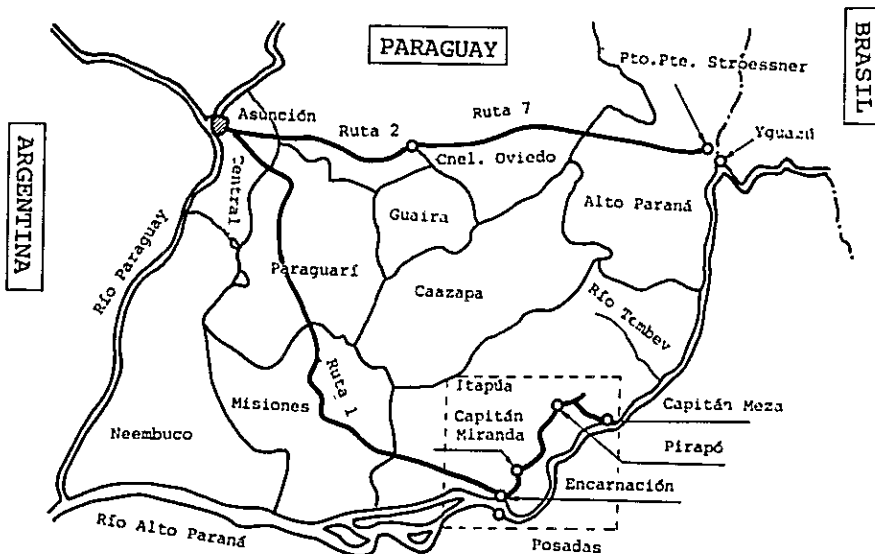 PARAGUAY
BRASIL
ARGENTINA
Pto.Pte. Stroessner
Asunción
Ruta 2
Ruta 7
Yguazú
Cnel. Oviedo
Central
Guaira
Alto Paraná
Río Paraguay
Paraguarí
Caazapa
Río Tembey
Ruta 1
Misiones
Neembuco
Itapúa
Capitán
Miranda
Capitán Meza
Pirapó
Encarnación
Río Alto Paraná
Posadas